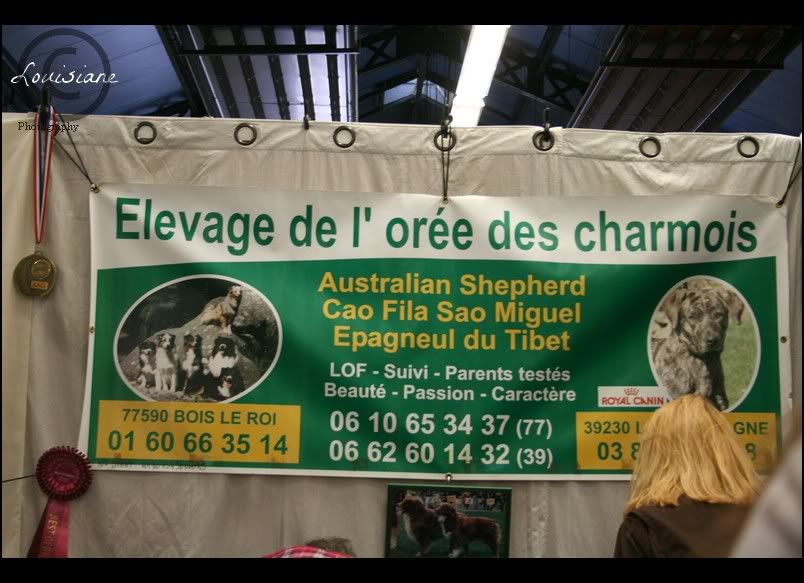 ©
Louisiane
Photography
Elevage de l' orée des charmois
Australian Shepherd
Cao Fila Sao Miguel
Epagneul du Tibet
LOF - Suivi - Parents testés
Beauté - Passion - Caractère
77590 BOIS LE ROI
01 60 66 35 14
06 10 65 34 37 (77)
06 62 60 14 32 (39)
ROYAL CANIN
39230
03